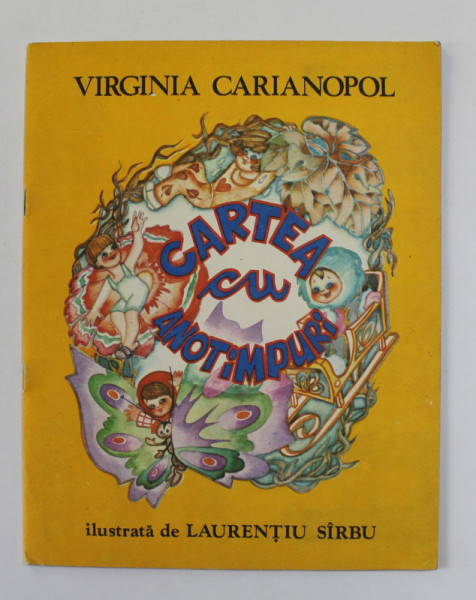 VIRGINIA CARIANOPOL
CARTEA
cu
ANOTiMPURi
ilustrată de LAURENȚIU SÎRBU